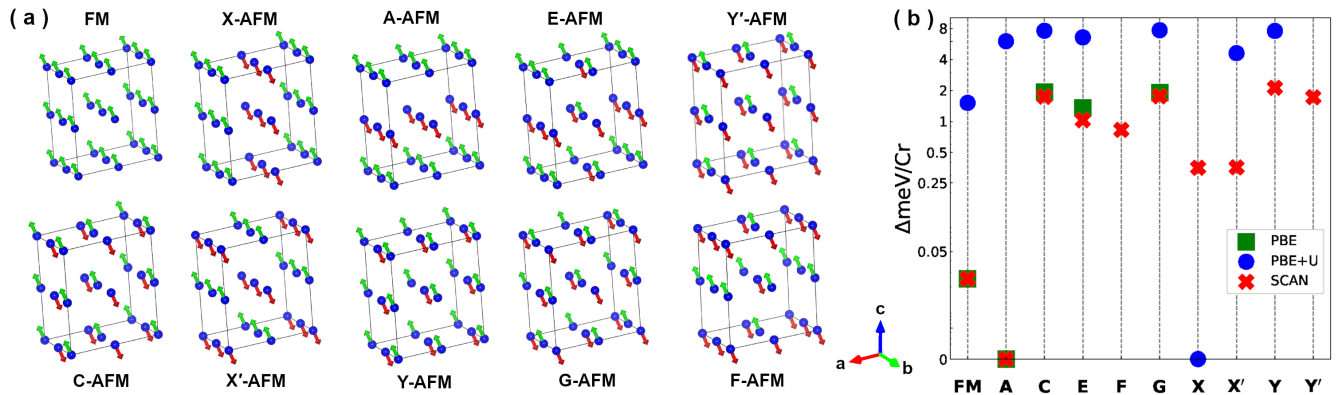 ( a )
FM X-AFM A-AFM E-AFM Y′-AFM
C-AFM X′-AFM Y-AFM G-AFM F-AFM
c
a
b
( b )
8
4
2
1
0.5
0.25
0.05
0
ΔmeV/Cr
PBE
PBE+U
SCAN
FM A C E F G X X′ Y Y′